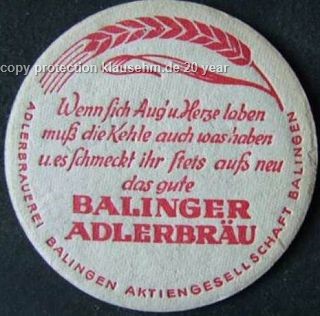 copy protection klausehm.de 20 year
Wenn sich Aug' u. Herze laben
muß die Kehle auch was haben
u. es schmeckt ihr stets aufs neu
das gute
BALINGER
ADLERBRÄU
ADLERBRAUEREI BALINGEN AKTIENGESELLSCHAFT BALINGEN